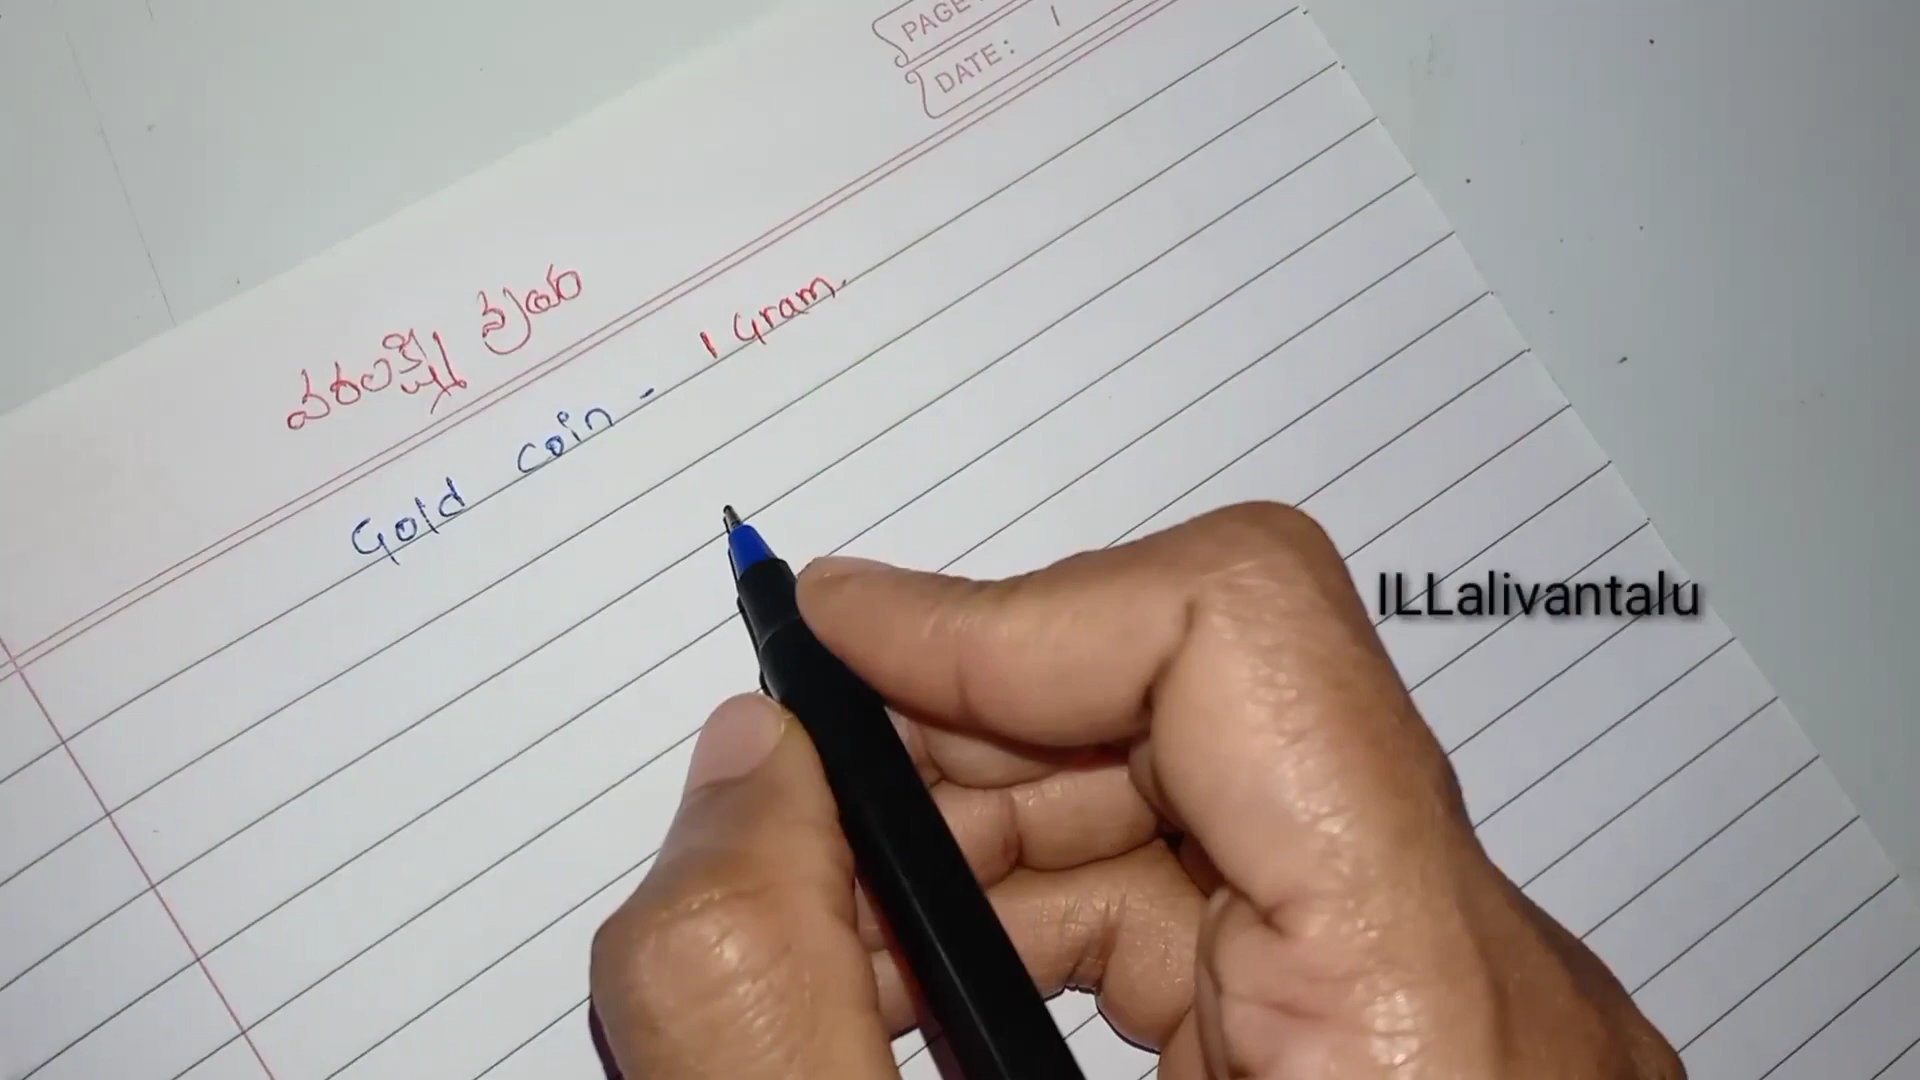 PAGE
DATE: /
వరలక్ష్మీ వ్రతం
Gold coin - 1 Gram.
ILLalivantalu